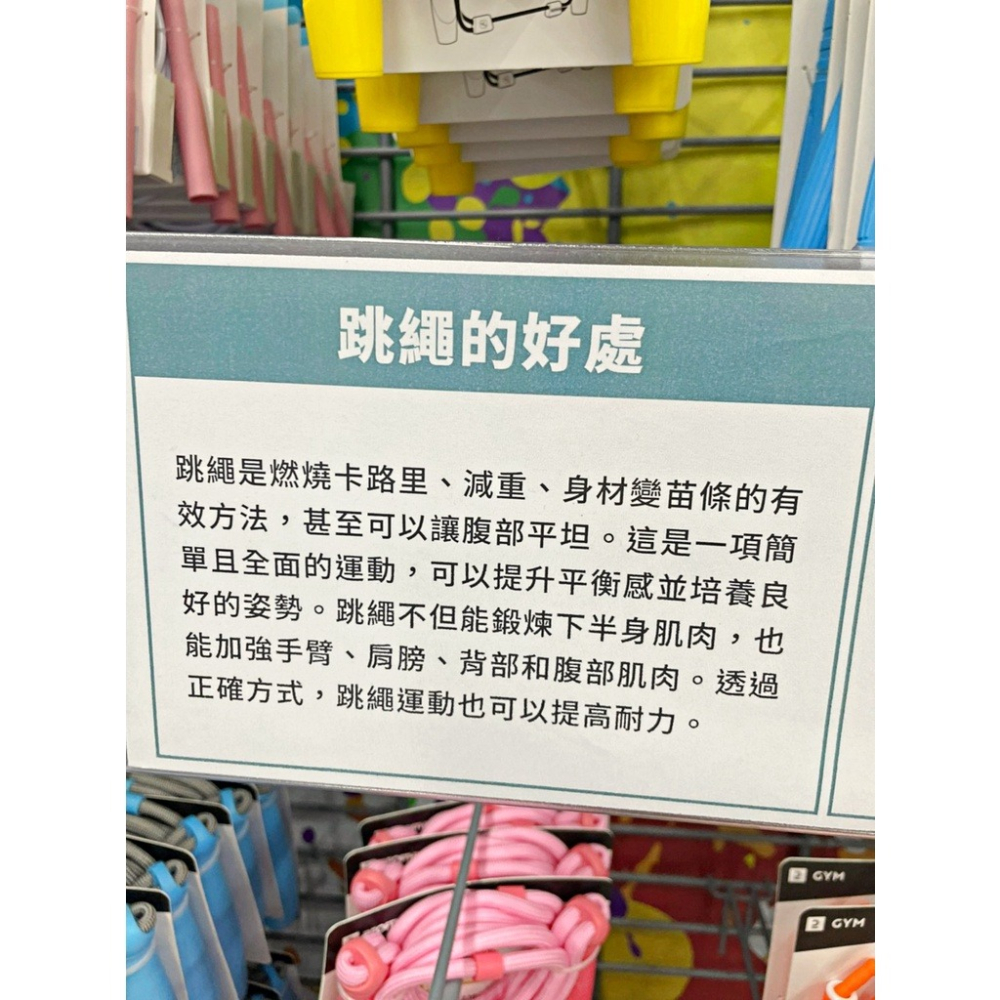 跳繩的好處
跳繩是燃燒卡路里、減重、身材變苗條的有
效方法，甚至可以讓腹部平坦。這是一項簡
單且全面的運動，可以提升平衡感並培養良
好的姿勢。跳繩不但能鍛煉下半身肌肉，也
能加強手臂、肩膀、背部和腹部肌肉。透過
正確方式，跳繩運動也可以提高耐力。
2 GYM
2 GYM